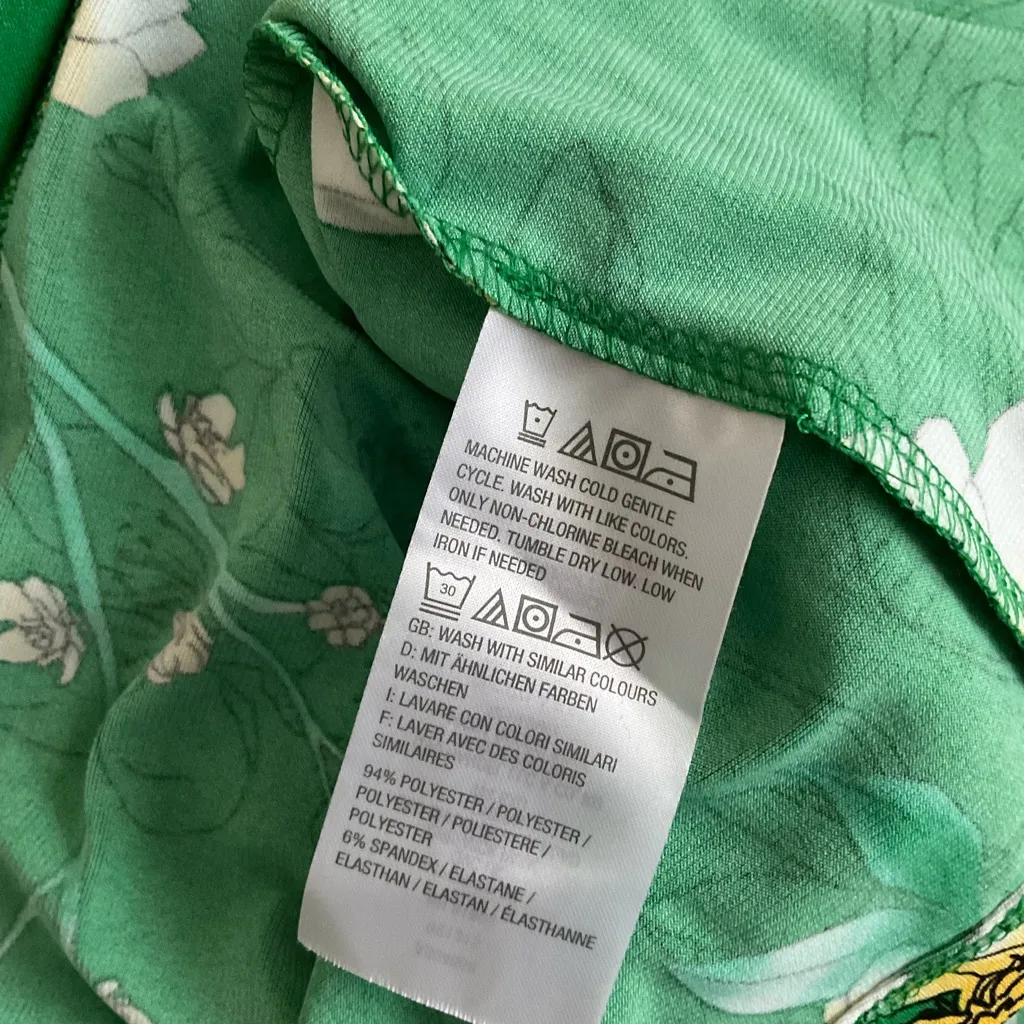 MACHINE WASH COLD GENTLE
CYCLE. WASH WITH LIKE COLORS.
ONLY NON-CHLORINE BLEACH WHEN
NEEDED. TUMBLE DRY LOW. LOW
IRON IF NEEDED
30
GB: WASH WITH SIMILAR COLOURS
D: MIT ÄHNLICHEN FARBEN
WASCHEN
I: LAVARE CON COLORI SIMILARI
F: LAVER AVEC DES COLORIS
SIMILAIRES
94% POLYESTER / POLYESTER /
POLYESTER / POLIESTERE /
POLYESTER
6% SPANDEX / ELASTANE /
ELASTHAN / ELASTAN / ÉLASTHANNE